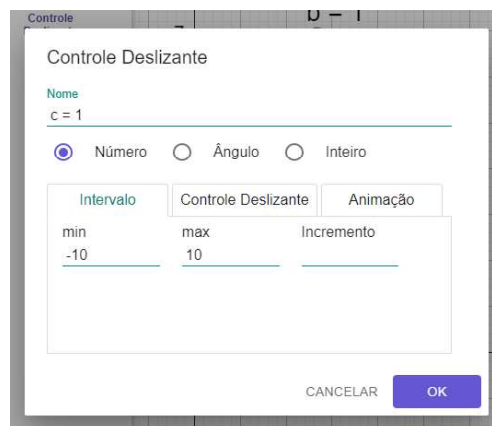 Controle
b = 1
Controle Deslizante
Nome
c = 1
Número Ângulo Inteiro
Intervalo Controle Deslizante Animação
min max Incremento
-10 10
CANCELAR OK